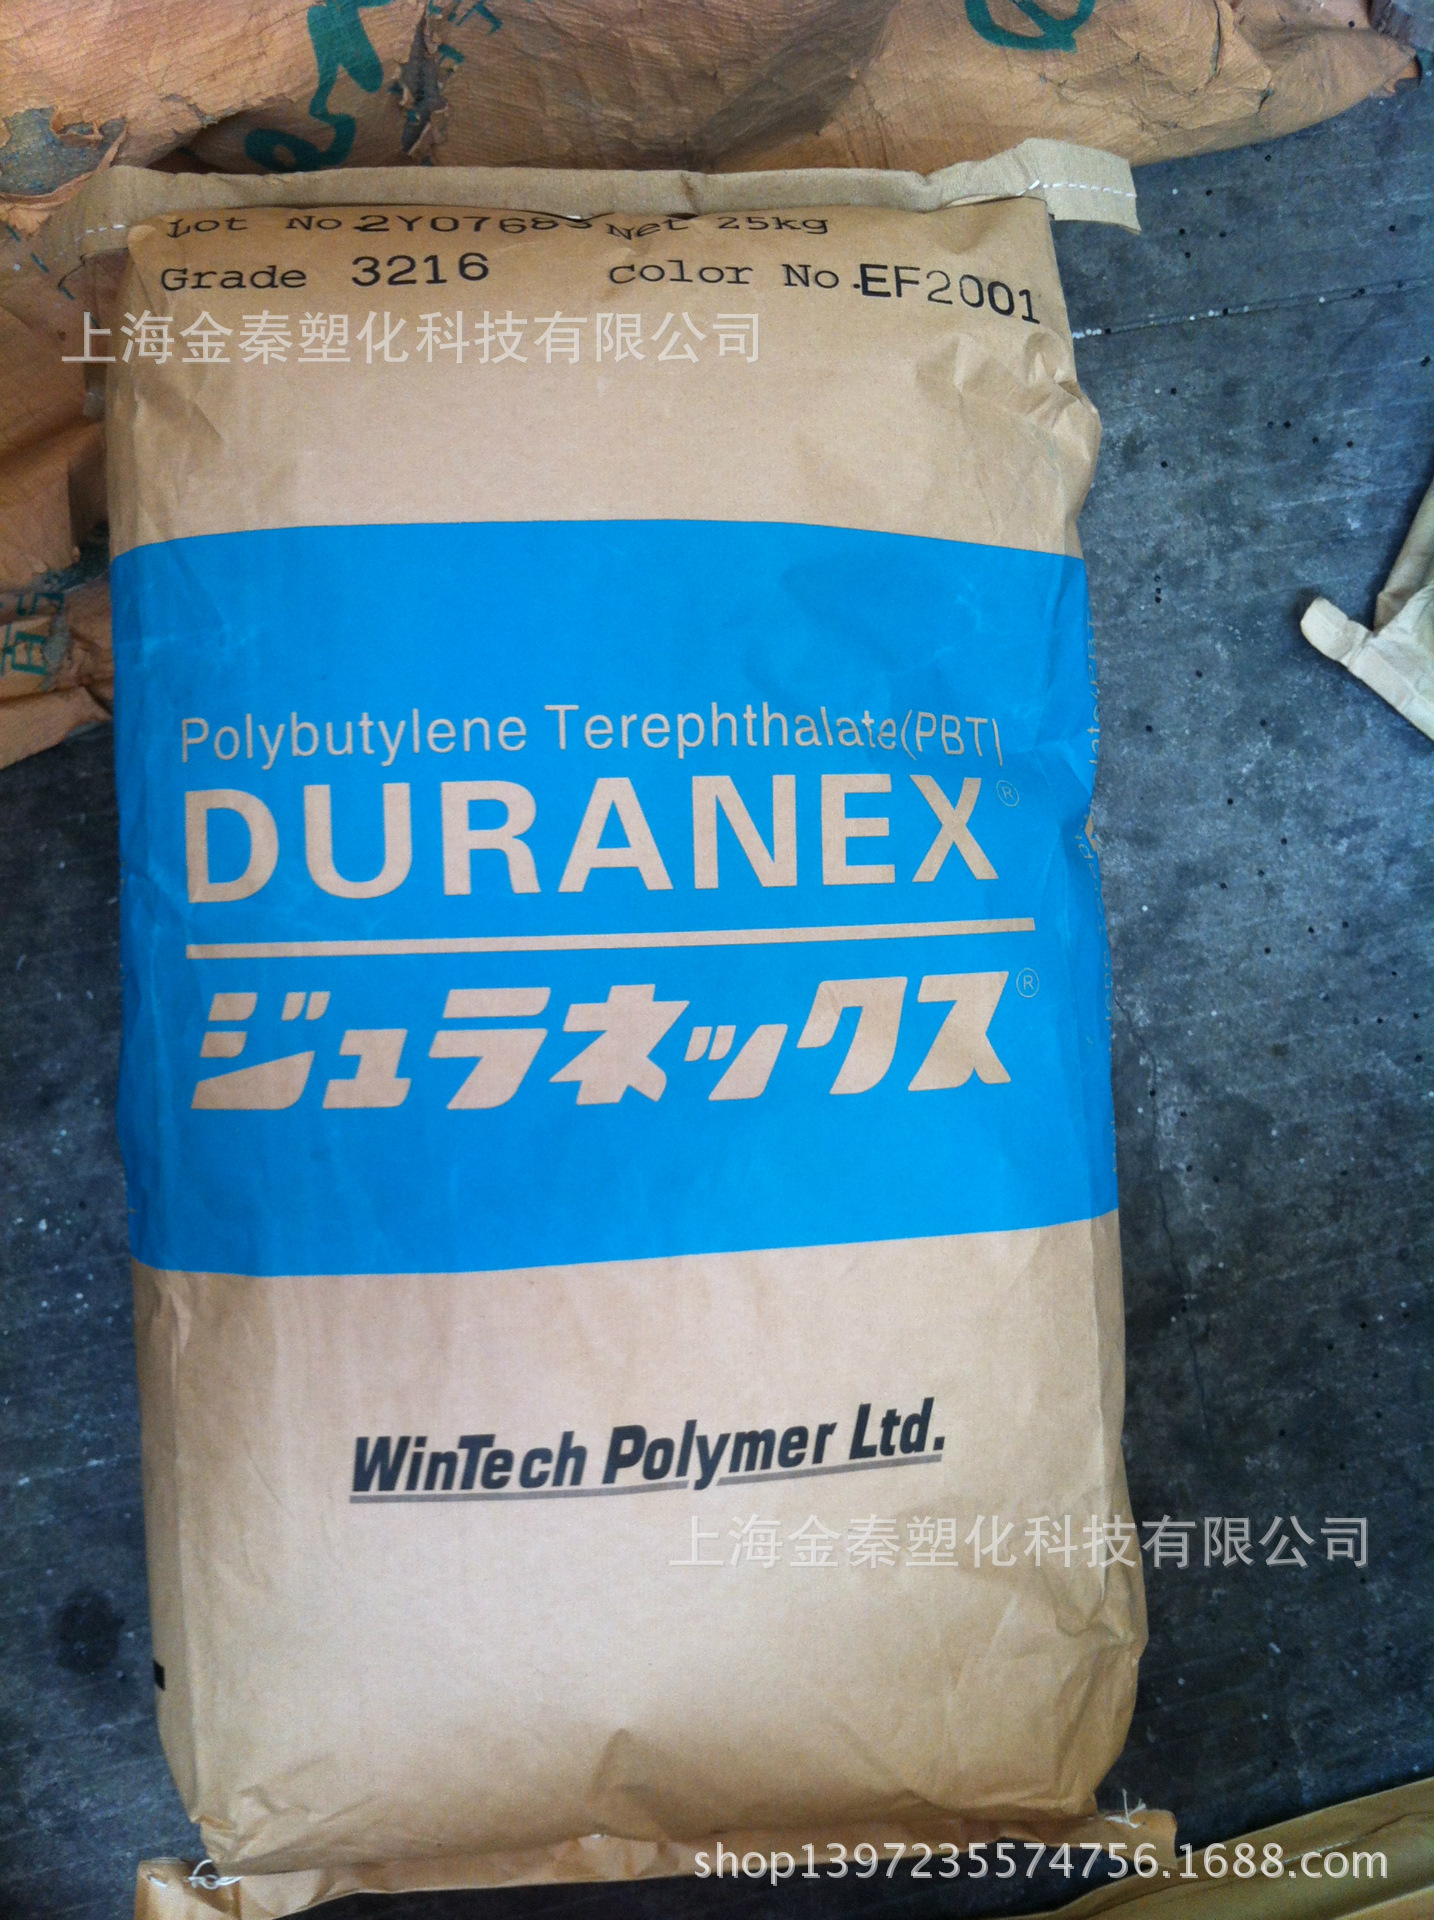 Lot No.2Y07683 Net 25kg
Grade 3216 Color No.EF2001
上海金秦塑化科技有限公司
Polybutylene Terephthalate(PBT)
DURANEX®
ジュラネックス®
WinTech Polymer Ltd.
上海金秦塑化科技有限公司
shop1397235574756.1688.com